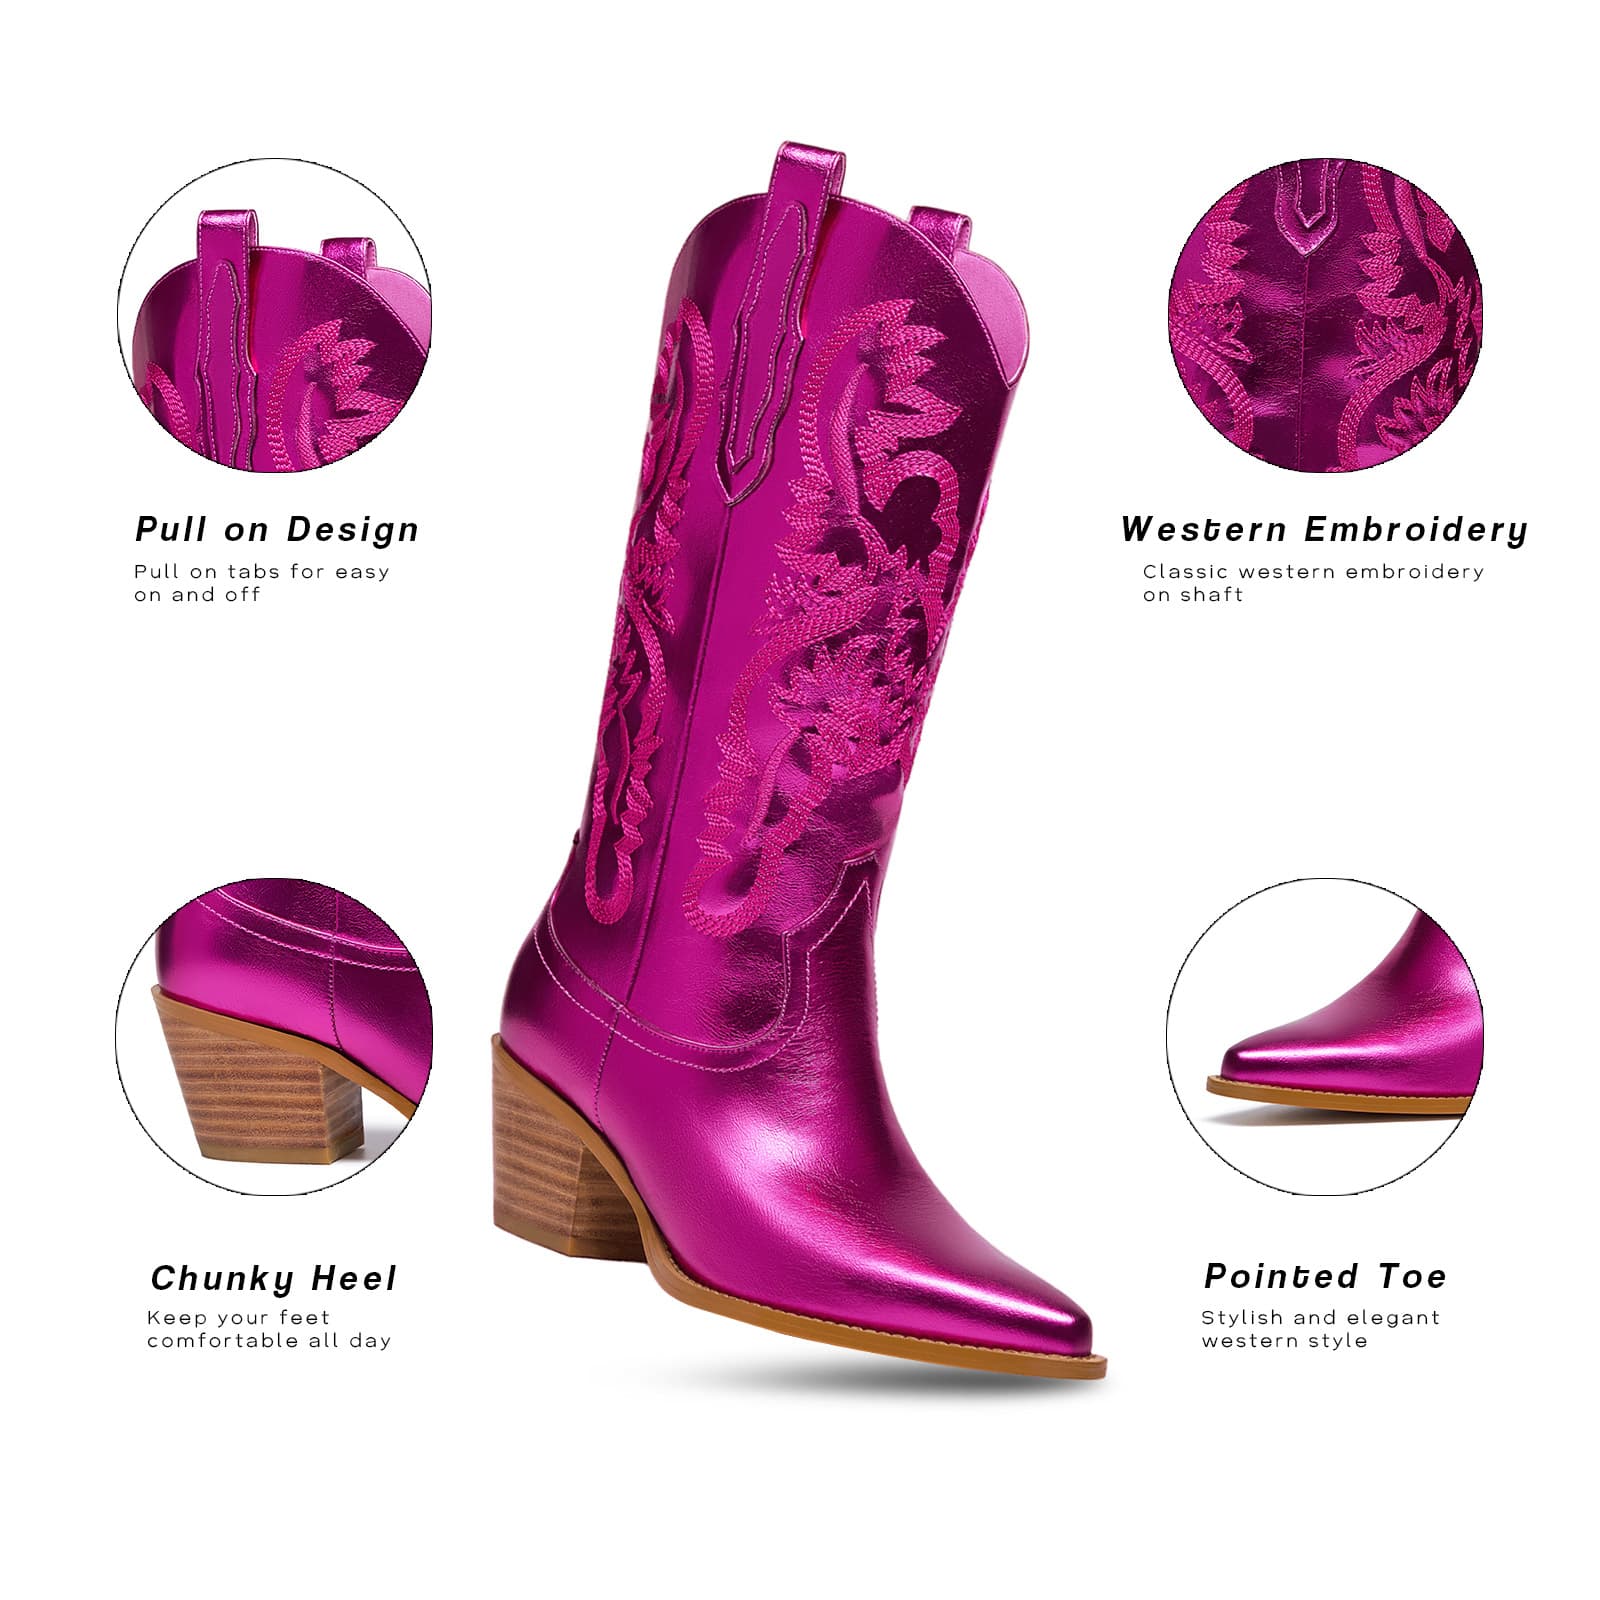 Pull on Design
Pull on tabs for easy
on and off
Western Embroidery
Classic western embroidery
on shaft
Chunky Heel
Keep your feet
comfortable all day
Pointed Toe
Stylish and elegant
western style